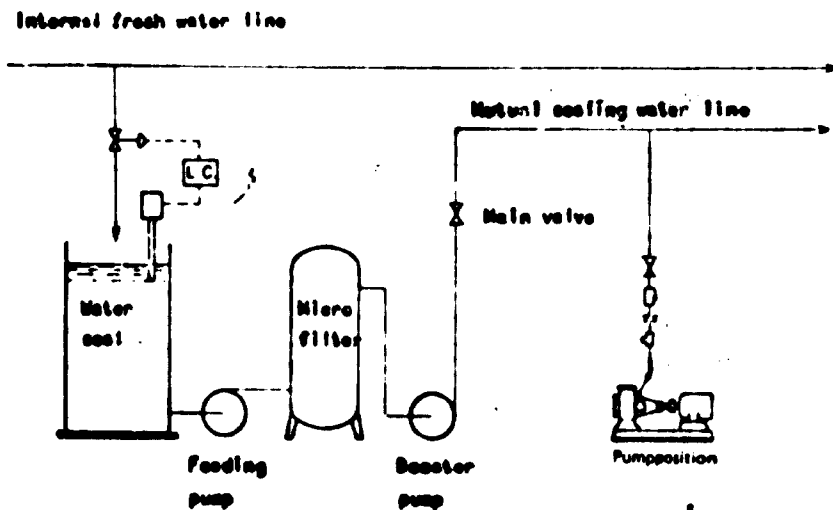 Internal fresh water line
Mutual sealing water line
L C.
Main valve
Water
seal
Micro
filter
Feeding
pump
Booster
pump
Pumpposition